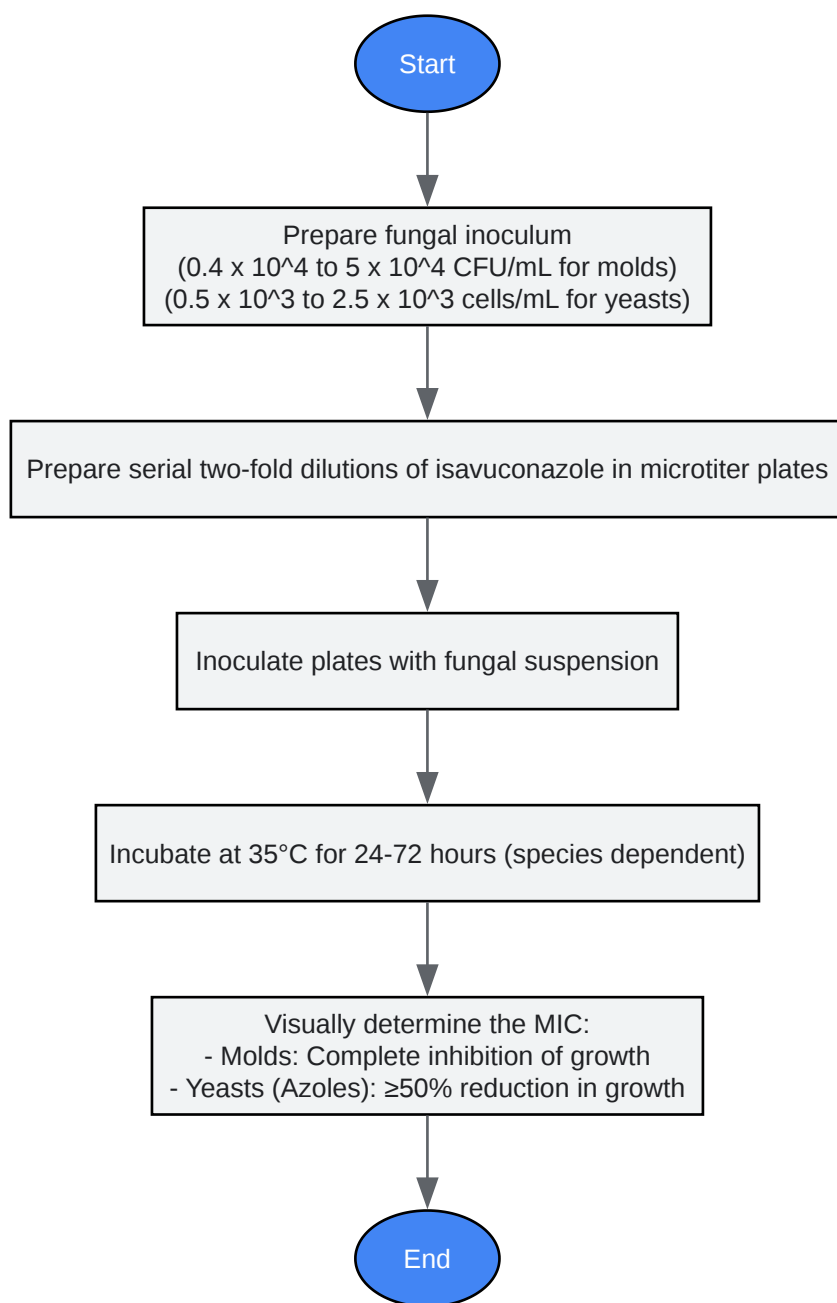 Start
Prepare fungal inoculum
(0.4 x 10^4 to 5 x 10^4 CFU/mL for molds)
(0.5 x 10^3 to 2.5 x 10^3 cells/mL for yeasts)
Prepare serial two-fold dilutions of isavuconazole in microtiter plates
Inoculate plates with fungal suspension
Incubate at 35°C for 24-72 hours (species dependent)
Visually determine the MIC:
- Molds: Complete inhibition of growth
- Yeasts (Azoles): ≥50% reduction in growth
End